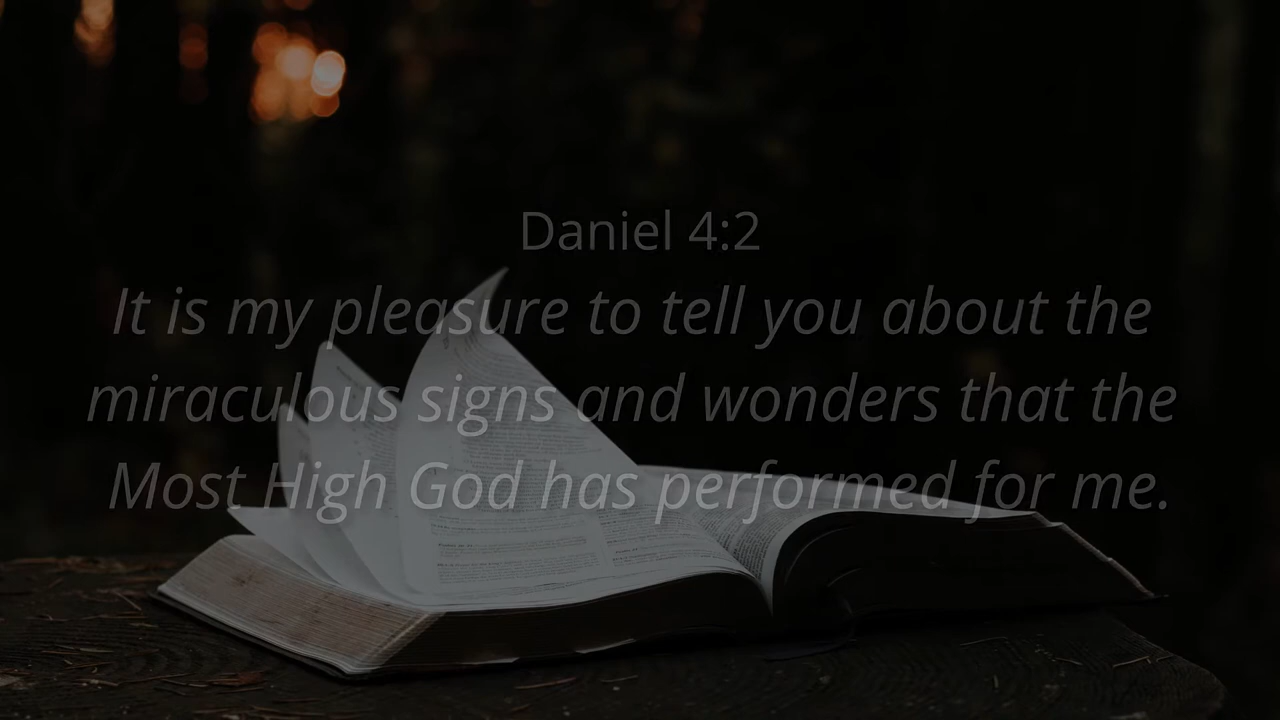 Daniel 4:2
It is my pleasure to tell you about the
miraculous signs and wonders that the
Most High God has performed for me.